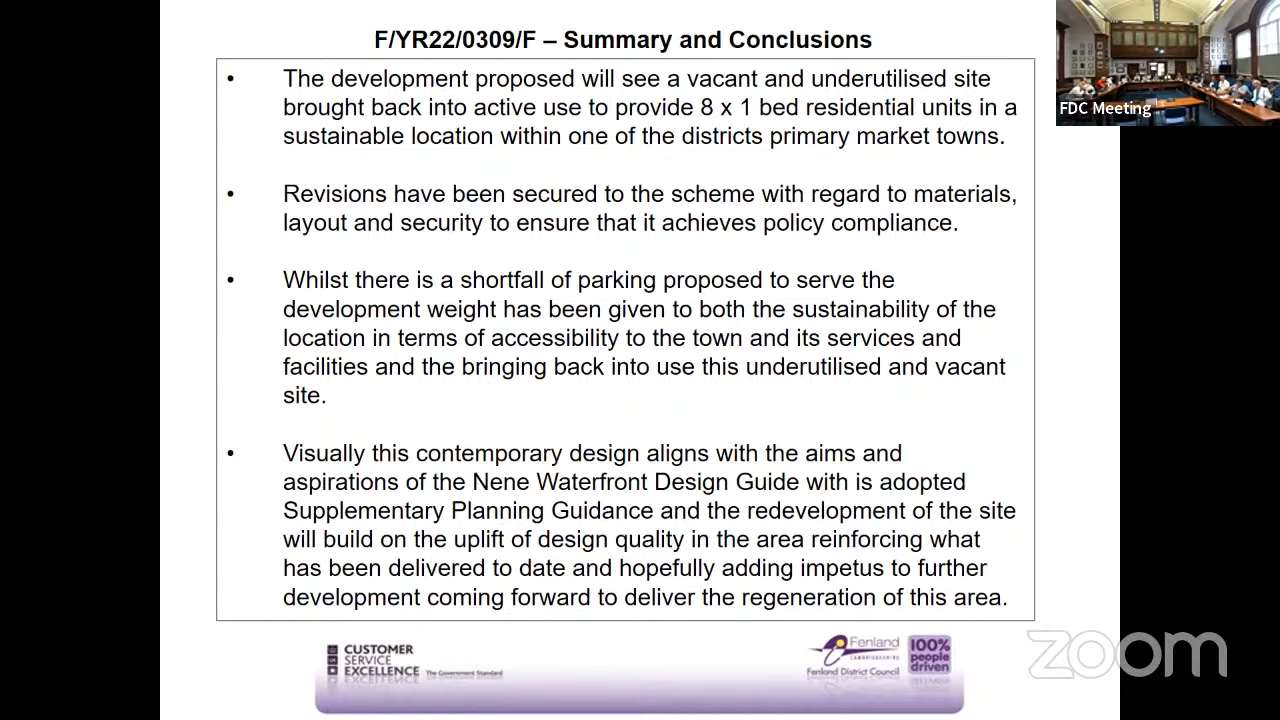 F/YR22/0309/F – Summary and Conclusions
• The development proposed will see a vacant and underutilised site
brought back into active use to provide 8 x 1 bed residential units in a
sustainable location within one of the districts primary market towns.
• Revisions have been secured to the scheme with regard to materials,
layout and security to ensure that it achieves policy compliance.
• Whilst there is a shortfall of parking proposed to serve the
development weight has been given to both the sustainability of the
location in terms of accessibility to the town and its services and
facilities and the bringing back into use this underutilised and vacant
site.
• Visually this contemporary design aligns with the aims and
aspirations of the Nene Waterfront Design Guide with is adopted
Supplementary Planning Guidance and the redevelopment of the site
will build on the uplift of design quality in the area reinforcing what
has been delivered to date and hopefully adding impetus to further
development coming forward to deliver the regeneration of this area.
FDC Meeting
CUSTOMER
SERVICE
EXCELLENCE
The Government Standard
Fenland
CAMBRIDGESHIRE
Fenland District Council
100%
people
driven
zoom